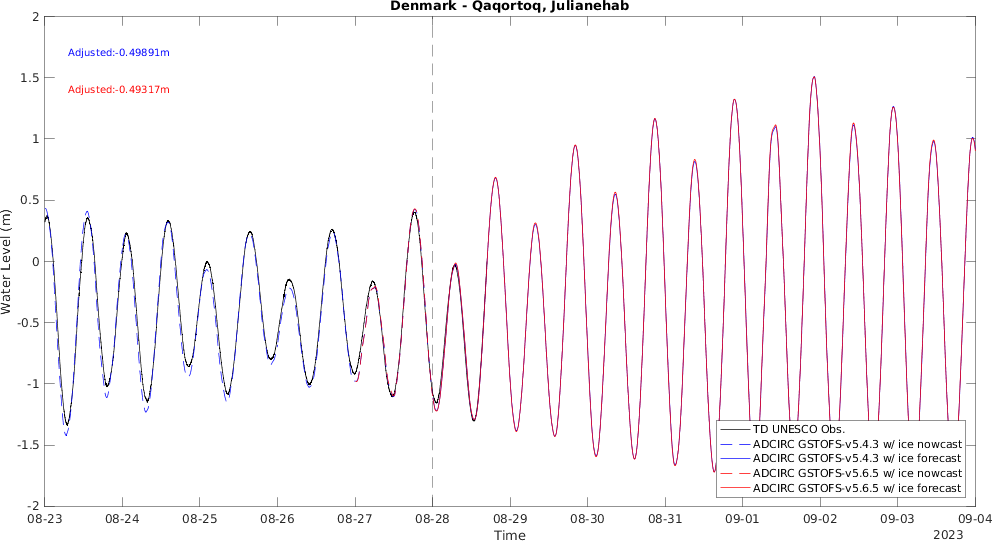 Denmark - Qaqortoq, Julianehab
2
1.5
1
0.5
0
-0.5
-1
-1.5
-2
Water Level (m)
Adjusted:-0.49891m
Adjusted:-0.49317m
TD UNESCO Obs.
ADCIRC GSTOFS-v5.4.3 w/ ice nowcast
ADCIRC GSTOFS-v5.4.3 w/ ice forecast
ADCIRC GSTOFS-v5.6.5 w/ ice nowcast
ADCIRC GSTOFS-v5.6.5 w/ ice forecast
08-23 08-24 08-25 08-26 08-27 08-28 08-29 08-30 08-31 09-01 09-02 09-03 09-04
Time
2023